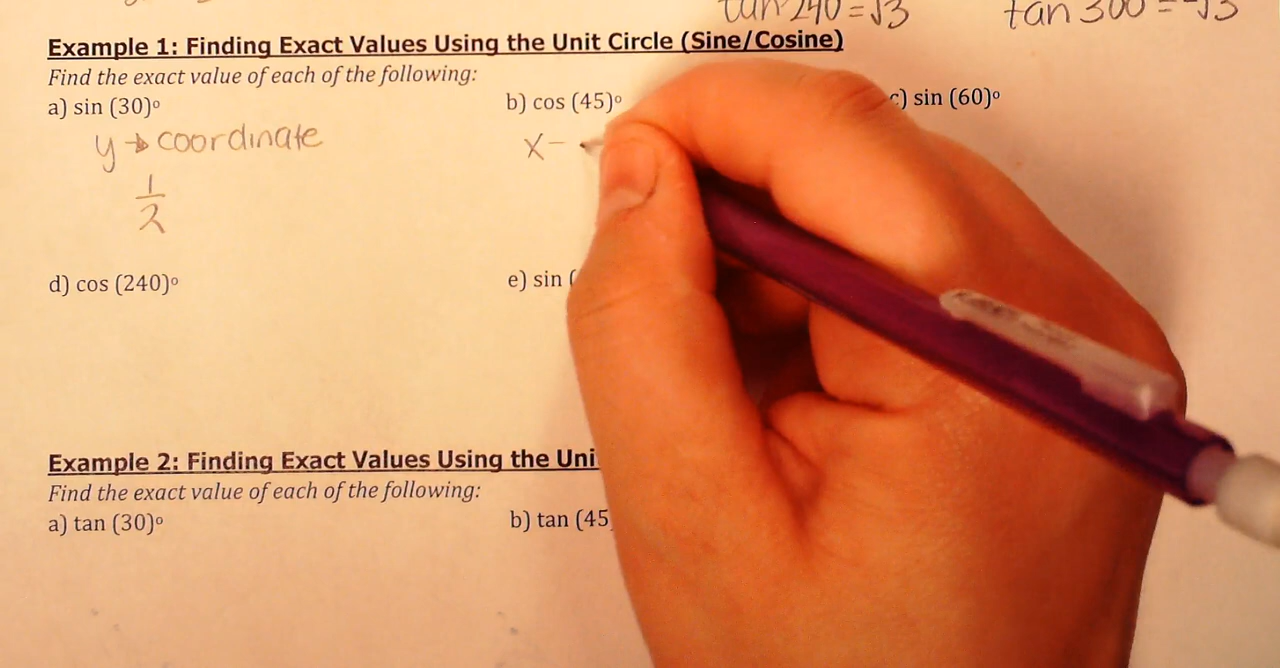 tan 240 = √3 tan 300 = -√3
Example 1: Finding Exact Values Using the Unit Circle (Sine/Cosine)
Find the exact value of each of the following:
a) sin (30)° b) cos (45)° c) sin (60)°
y → coordinate x -
1/2
d) cos (240)° e) sin (
Example 2: Finding Exact Values Using the Uni
Find the exact value of each of the following:
a) tan (30)° b) tan (45